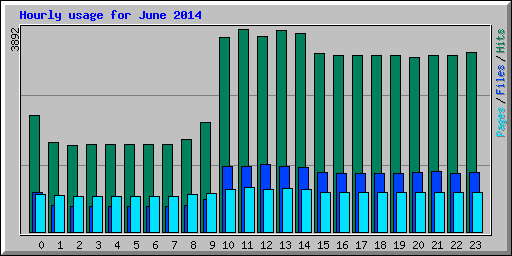 Hourly usage for June 2014
3892
Pages / Files / Hits
0 1 2 3 4 5 6 7 8 9 10 11 12 13 14 15 16 17 18 19 20 21 22 23